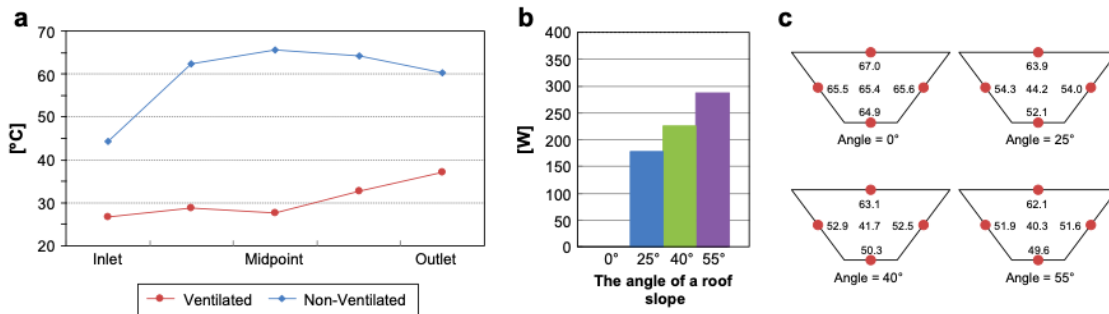 a
70
60
50
40
30
20
[°C]
Inlet Midpoint Outlet
Ventilated Non-Ventilated
b
400
350
300
250
200
150
100
50
0
[W]
0° 25° 40° 55°
The angle of a roof
slope
c
67.0
65.5 65.4 65.6
64.9
Angle = 0°
63.9
54.3 44.2 54.0
52.1
Angle = 25°
63.1
52.9 41.7 52.5
50.3
Angle = 40°
62.1
51.9 40.3 51.6
49.6
Angle = 55°